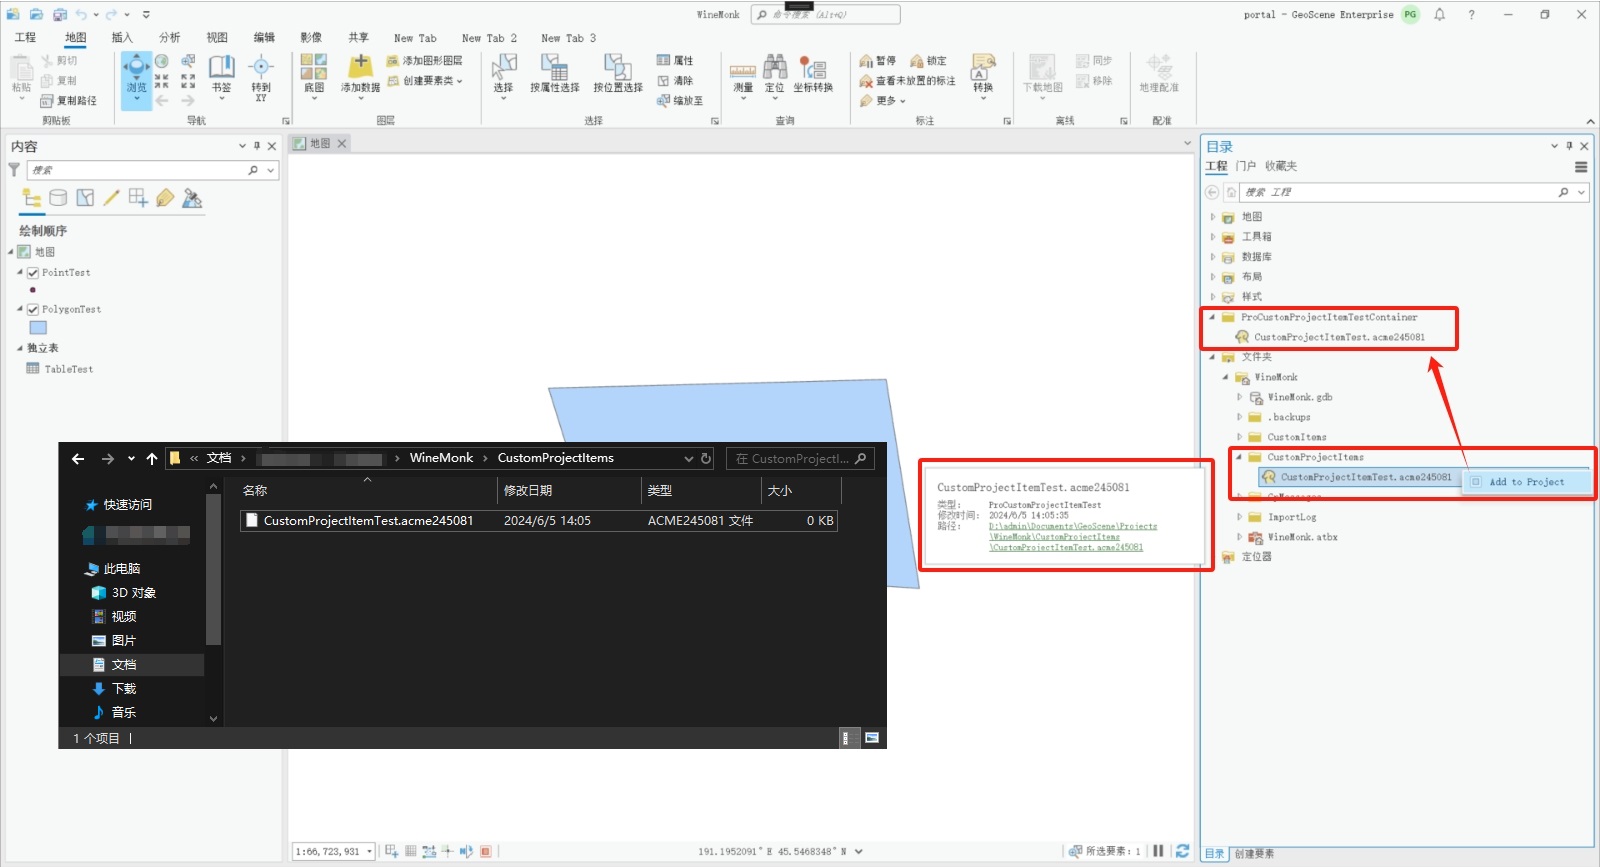 WineMonk
命令搜索 (Alt+Q)
portal - GeoScene Enterprise
PG
?
工程
地图
插入
分析
视图
编辑
影像
共享
New Tab
New Tab 2
New Tab 3
粘贴
剪切
复制
复制路径
剪贴板
浏览
书签
转到
XY
导航
底图
添加数据
添加图形图层
创建要素类
图层
选择
按属性选择
按位置选择
属性
清除
缩放至
选择
测量
定位
坐标转换
查询
暂停
锁定
查看未放置的标注
更多
转换
标注
下载地图
同步
移除
离线
地理配准
配准
内容
搜索
绘制顺序
地图
PointTest
PolygonTest
独立表
TableTest
地图
文档
WineMonk
CustomProjectItems
在 CustomProjectI...
快速访问
此电脑
3D 对象
视频
图片
文档
下载
音乐
名称
修改日期
类型
大小
CustomProjectItemTest.acme245081
2024/6/5 14:05
ACME245081 文件
0 KB
1 个项目
CustomProjectItemTest.acme245081
类型: ProCustomProjectItemTest
修改时间: 2024/6/5 14:05:35
路径: D:\admin\Documents\GeoScene\Projects
\WineMonk\CustomProjectItems
\CustomProjectItemTest.acme245081
目录
工程
门户
收藏夹
搜索 工程
地图
工具箱
数据库
布局
样式
ProCustomProjectItemTestContainer
CustomProjectItemTest.acme245081
文件夹
WineMonk
WineMonk.gdb
.backups
CustomItems
CustomProjectItems
CustomProjectItemTest.acme245081
Add to Project
GpMessages
ImportLog
WineMonk.atbx
定位器
1:66,723,931
191.1952091°E 45.5468348°N
所选要素: 1
目录
创建要素